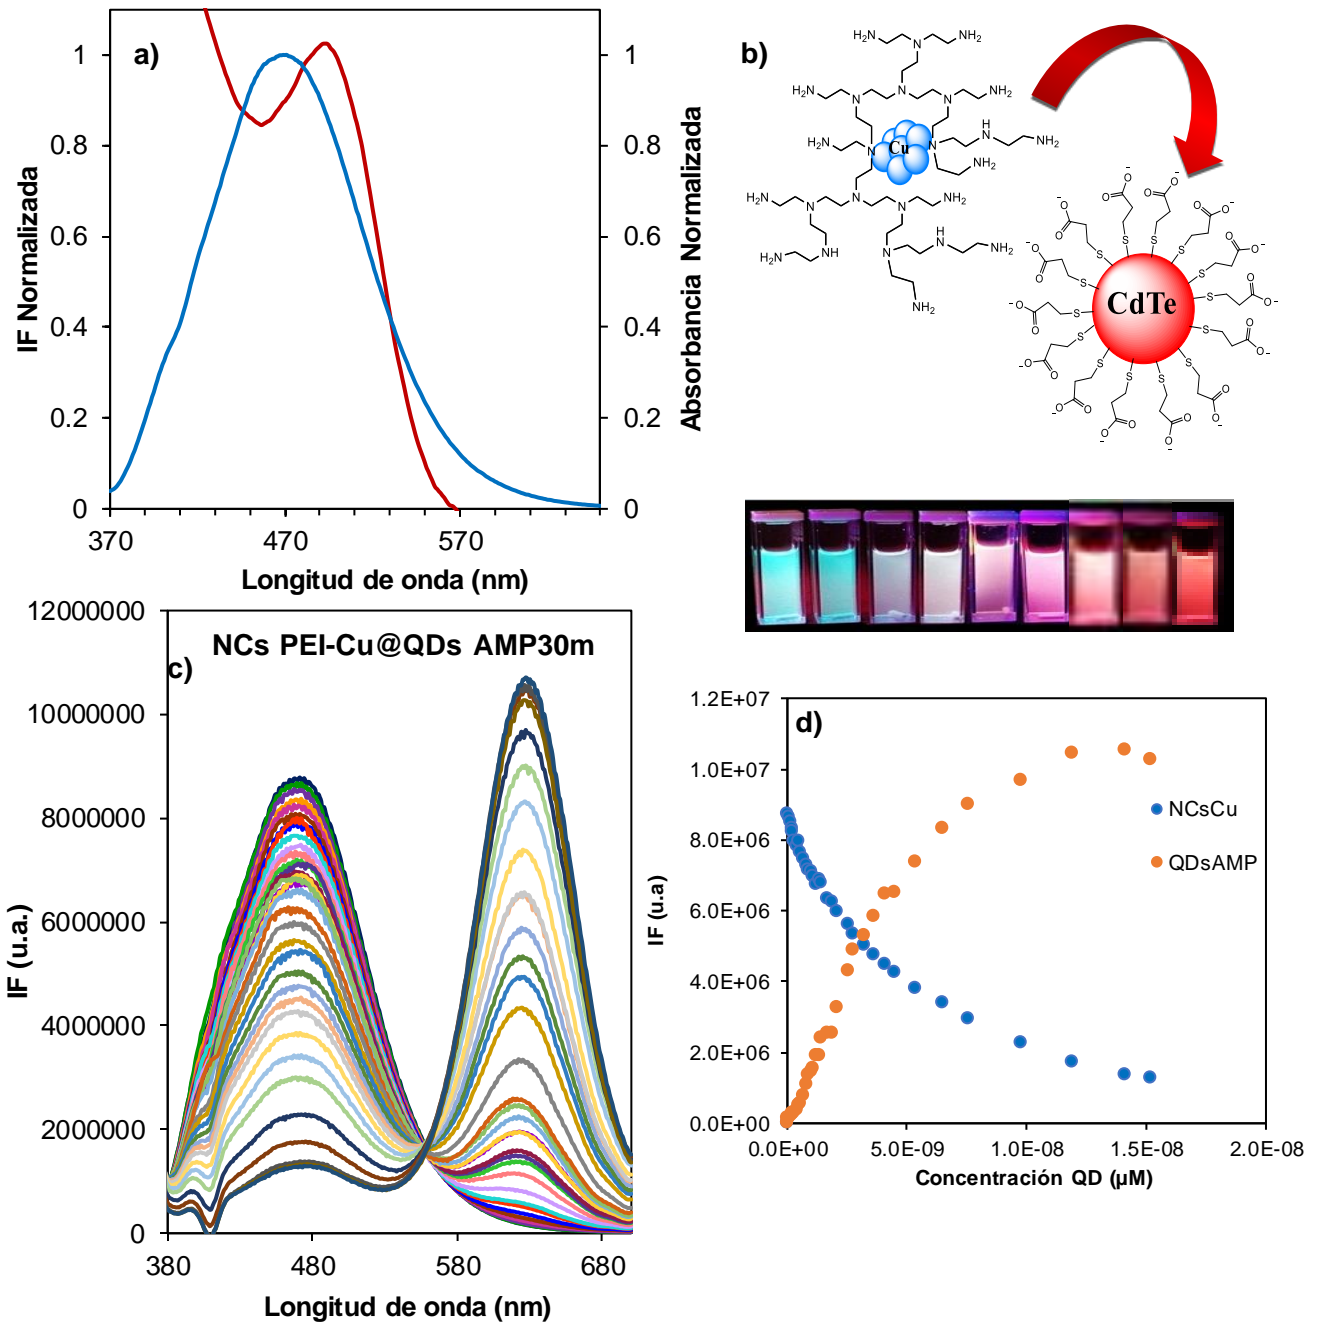 a)
1
0.8
0.6
0.4
0.2
0
1
0.8
0.6
0.4
0.2
0
370
470
570
IF Normalizada
Absorbancia Normalizada
Longitud de onda (nm)
b)
H₂N
NH₂
N
H₂N
N
N
N
NH₂
H₂N
N
Cu
N
H
N
NH₂
NH₂
H₂N
N
N
N
NH₂
H₂N
NH
N
H
N
NH₂
NH₂
CdTe
S
S
S
S
S
S
S
S
S
S
S
S
S
S
O
O⁻
12000000
10000000
8000000
6000000
4000000
2000000
0
NCs PEI-Cu@QDs AMP30m
c)
380
480
580
680
IF (u.a.)
Longitud de onda (nm)
d)
1.2E+07
1.0E+07
8.0E+06
6.0E+06
4.0E+06
2.0E+06
0.0E+00
0.0E+00
5.0E-09
1.0E-08
1.5E-08
2.0E-08
NCsCu
QDsAMP
IF (u.a)
Concentración QD (µM)